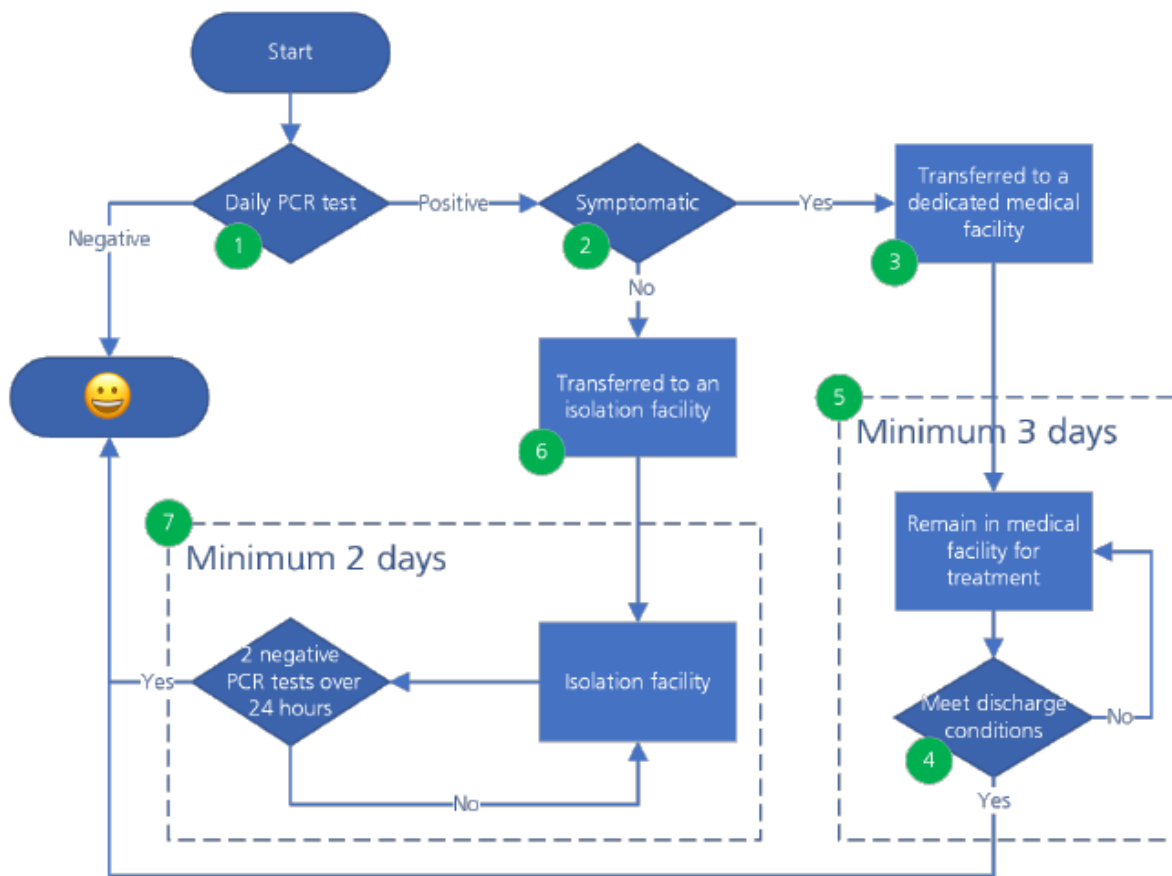 Start
Daily PCR test
1
Positive
Symptomatic
2
Yes
Transferred to a
dedicated medical
facility
3
Negative
No
Transferred to an
isolation facility
6
5
Minimum 3 days
Remain in medical
facility for
treatment
7
Minimum 2 days
2 negative
PCR tests over
24 hours
Yes
Isolation facility
No
Meet discharge
conditions
4
No
Yes